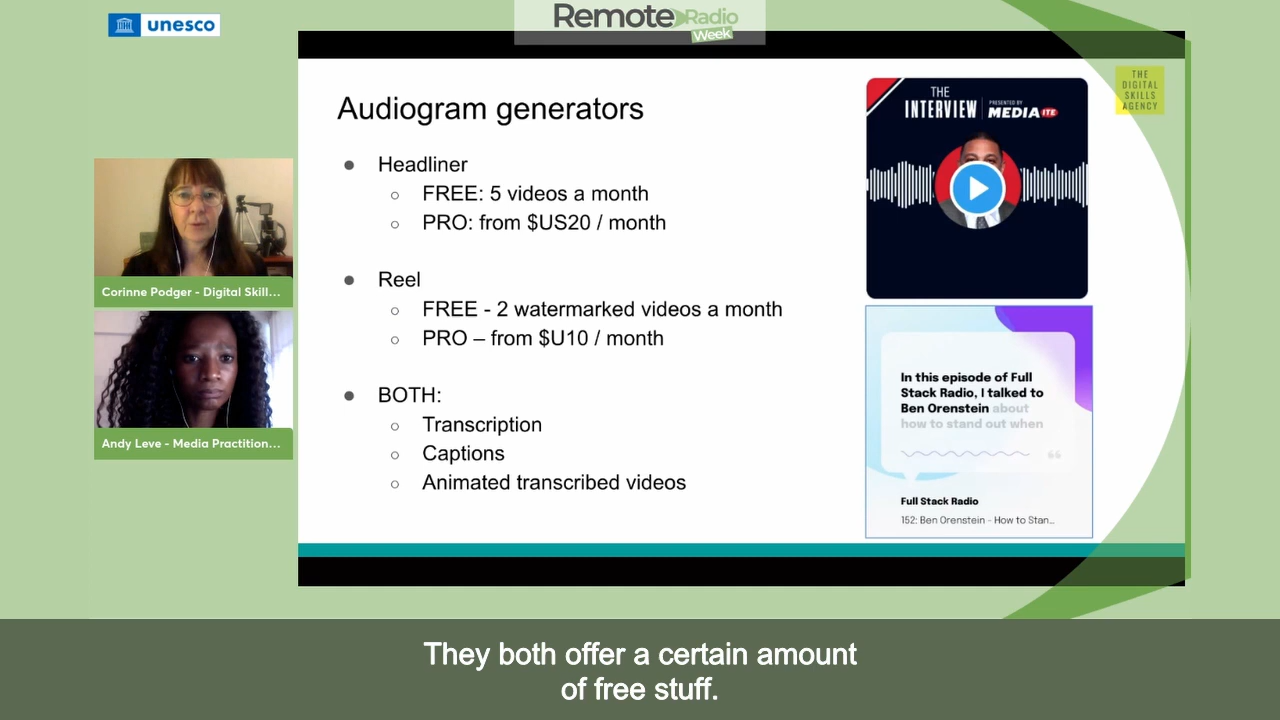 unesco
Remote Radio
Week
THE
DIGITAL
SKILLS
AGENCY
Audiogram generators
Headliner
FREE: 5 videos a month
PRO: from $US20 / month
Reel
FREE - 2 watermarked videos a month
PRO – from $U10 / month
BOTH:
Transcription
Captions
Animated transcribed videos
THE
INTERVIEW
PRESENTED BY
MEDIAITE
In this episode of Full
Stack Radio, I talked to
Ben Orenstein about
how to stand out when
Full Stack Radio
152: Ben Orenstein - How to Stan...
Corinne Podger - Digital Skill...
Andy Leve - Media Practition...
They both offer a certain amount
of free stuff.